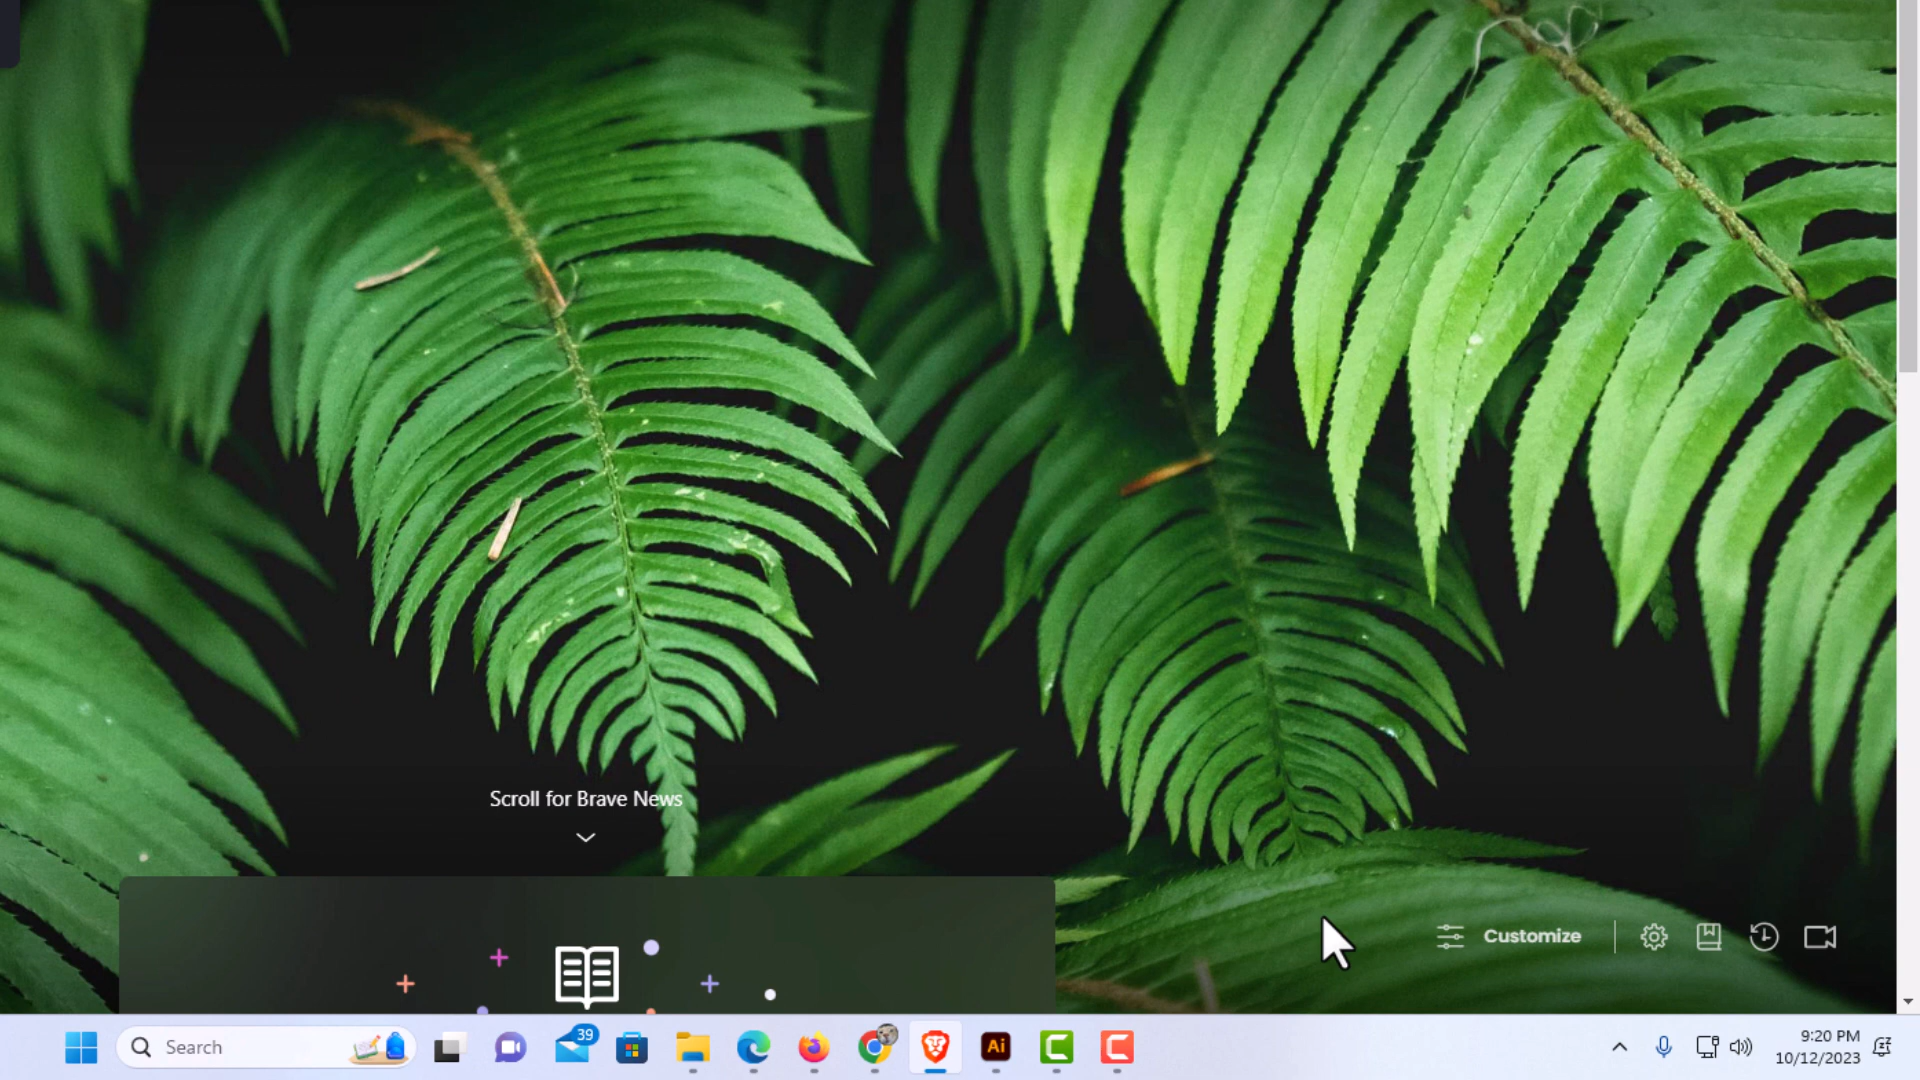 Scroll for Brave News
Customize
Search
39
Ai
9:20 PM
10/12/2023